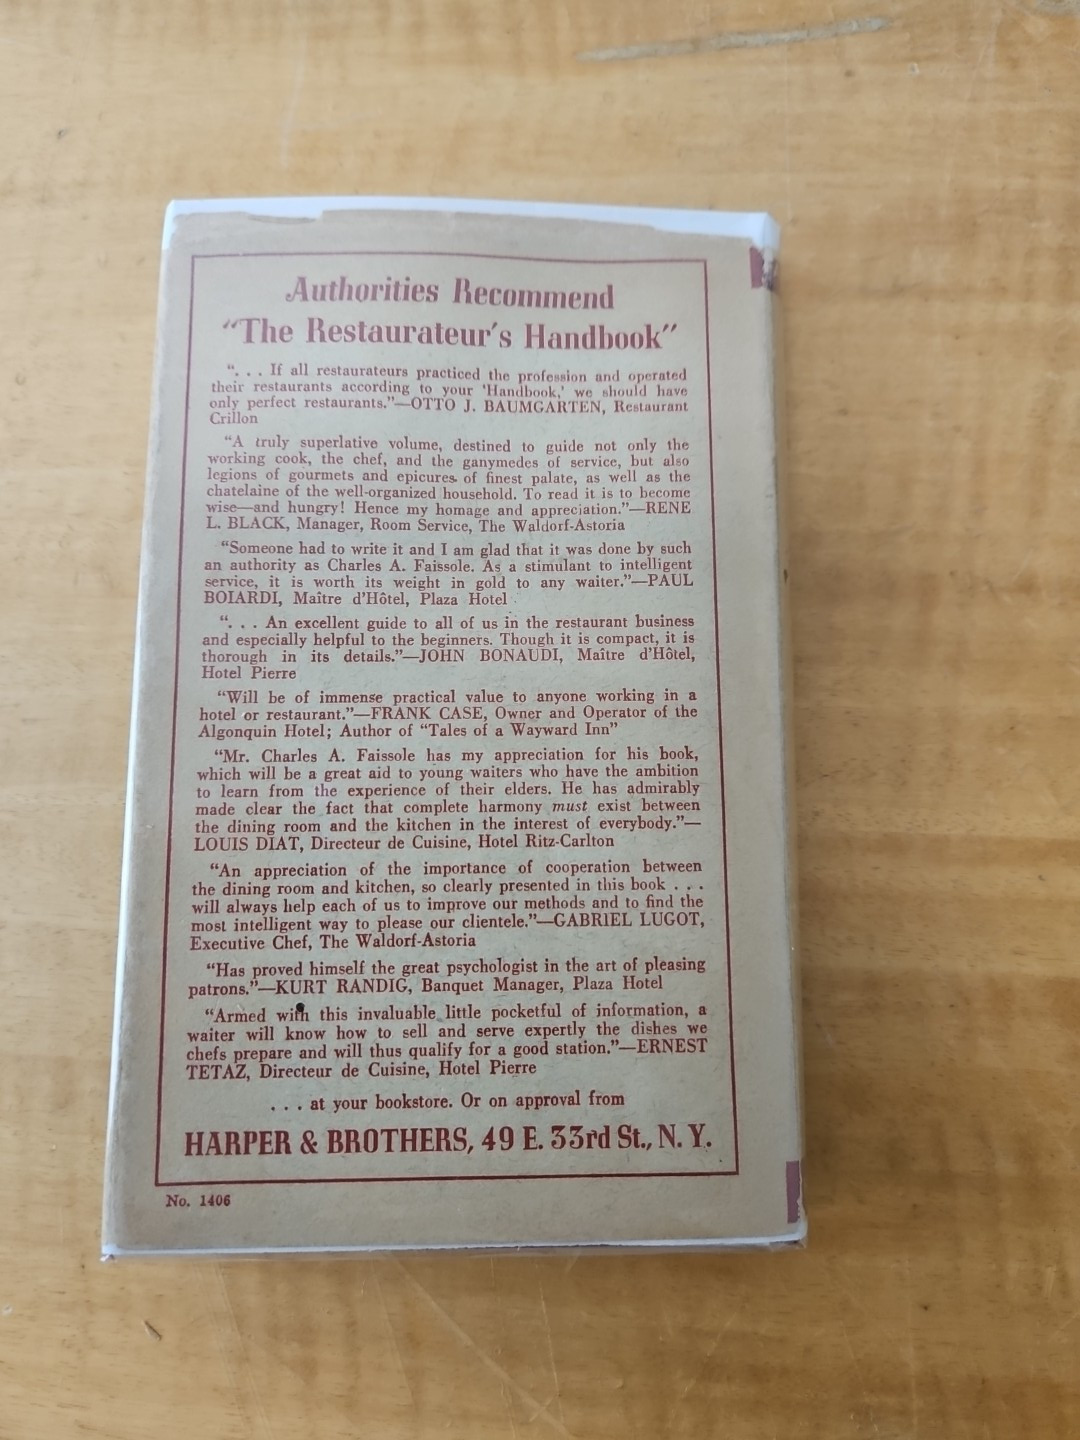 Authorities Recommend
"The Restaurateur's Handbook"
". . . If all restaurateurs practiced the profession and operated
their restaurants according to your 'Handbook,' we should have
only perfect restaurants."—OTTO J. BAUMGARTEN, Restaurant
Crillon
"A truly superlative volume, destined to guide not only the
working cook, the chef, and the ganymedes of service, but also
legions of gourmets and epicures of finest palate, as well as the
chatelaine of the well-organized household. To read it is to become
wise—and hungry! Hence my homage and appreciation."—RENE
L. BLACK, Manager, Room Service, The Waldorf-Astoria
"Someone had to write it and I am glad that it was done by such
an authority as Charles A. Faissole. As a stimulant to intelligent
service, it is worth its weight in gold to any waiter."—PAUL
BOIARDI, Maître d'Hôtel, Plaza Hotel
". . . An excellent guide to all of us in the restaurant business
and especially helpful to the beginners. Though it is compact, it is
thorough in its details."—JOHN BONAUDI, Maître d'Hôtel,
Hotel Pierre
"Will be of immense practical value to anyone working in a
hotel or restaurant."—FRANK CASE, Owner and Operator of the
Algonquin Hotel; Author of "Tales of a Wayward Inn"
"Mr. Charles A. Faissole has my appreciation for his book,
which will be a great aid to young waiters who have the ambition
to learn from the experience of their elders. He has admirably
made clear the fact that complete harmony must exist between
the dining room and the kitchen in the interest of everybody."—
LOUIS DIAT, Directeur de Cuisine, Hotel Ritz-Carlton
"An appreciation of the importance of cooperation between
the dining room and kitchen, so clearly presented in this book . . .
will always help each of us to improve our methods and to find the
most intelligent way to please our clientele."—GABRIEL LUGOT,
Executive Chef, The Waldorf-Astoria
"Has proved himself the great psychologist in the art of pleasing
patrons."—KURT RANDIG, Banquet Manager, Plaza Hotel
"Armed with this invaluable little pocketful of information, a
waiter will know how to sell and serve expertly the dishes we
chefs prepare and will thus qualify for a good station."—ERNEST
TETAZ, Directeur de Cuisine, Hotel Pierre
. . . at your bookstore. Or on approval from
HARPER & BROTHERS, 49 E. 33rd St., N. Y.
No. 1406